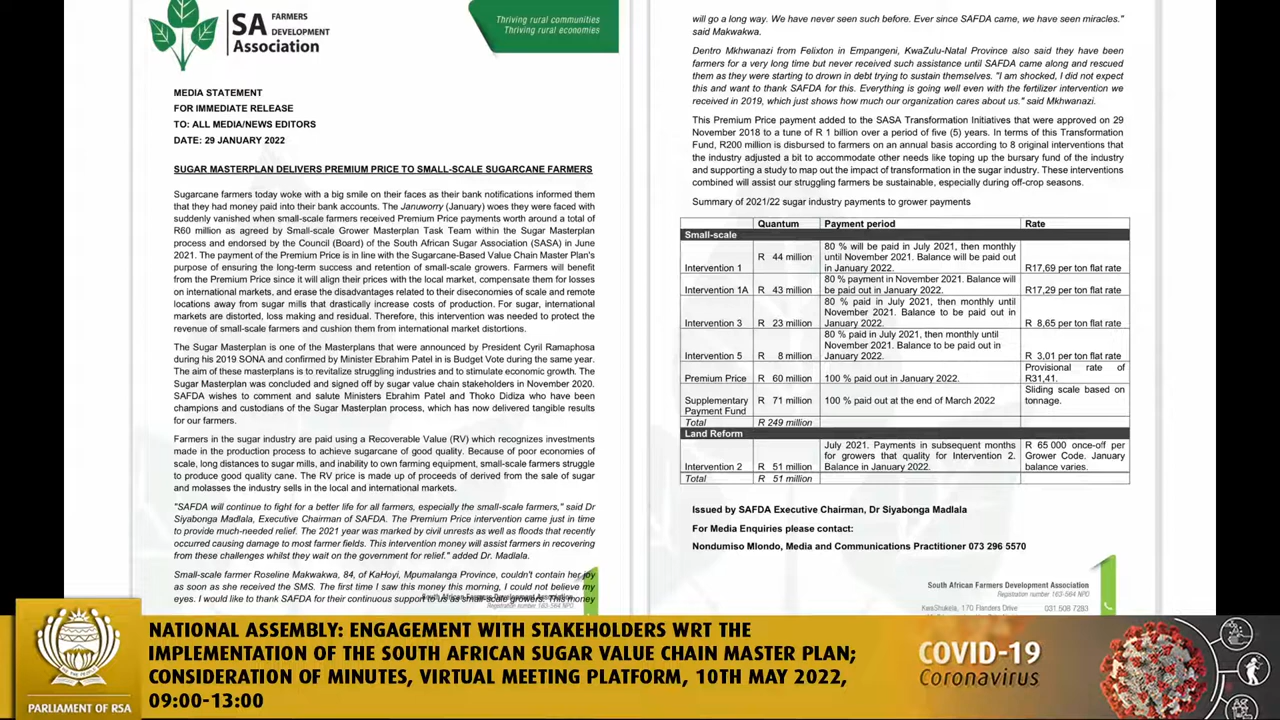 SA FARMERS
DEVELOPMENT
Association
Thriving rural communities
Thriving rural economies
MEDIA STATEMENT
FOR IMMEDIATE RELEASE
TO: ALL MEDIA/NEWS EDITORS
DATE: 29 JANUARY 2022
SUGAR MASTERPLAN DELIVERS PREMIUM PRICE TO SMALL-SCALE SUGARCANE FARMERS
Sugarcane farmers today woke with a big smile on their faces as their bank notifications informed them
that they had money paid into their bank accounts. The Januworry (January) woes they were faced with
suddenly vanished when small-scale farmers received Premium Price payments worth around a total of
R60 million as agreed by Small-scale Grower Masterplan Task Team within the Sugar Masterplan
process and endorsed by the Council (Board) of the South African Sugar Association (SASA) in June
2021. The payment of the Premium Price is in line with the Sugarcane-Based Value Chain Master Plan's
purpose of ensuring the long-term success and retention of small-scale growers. Farmers will benefit
from the Premium Price since it will align their prices with the local market, compensate them for losses
on international markets, and erase the disadvantages related to their diseconomies of scale and remote
locations away from sugar mills that drastically increase costs of production. For sugar, international
markets are distorted, loss making and residual. Therefore, this intervention was needed to protect the
revenue of small-scale farmers and cushion them from international market distortions.
The Sugar Masterplan is one of the Masterplans that were announced by President Cyril Ramaphosa
during his 2019 SONA and confirmed by Minister Ebrahim Patel in is Budget Vote during the same year.
The aim of these masterplans is to revitalize struggling industries and to stimulate economic growth. The
Sugar Masterplan was concluded and signed off by sugar value chain stakeholders in November 2020.
SAFDA wishes to comment and salute Ministers Ebrahim Patel and Thoko Didiza who have been
champions and custodians of the Sugar Masterplan process, which has now delivered tangible results
for our farmers.
Farmers in the sugar industry are paid using a Recoverable Value (RV) which recognizes investments
made in the production process to achieve sugarcane of good quality. Because of poor economies of
scale, long distances to sugar mills, and inability to own farming equipment, small-scale farmers struggle
to produce good quality cane. The RV price is made up of proceeds of derived from the sale of sugar
and molasses the industry sells in the local and international markets.
"SAFDA will continue to fight for a better life for all farmers, especially the small-scale farmers," said Dr
Siyabonga Madlala, Executive Chairman of SAFDA. The Premium Price intervention came just in time
to provide much-needed relief. The 2021 year was marked by civil unrests as well as floods that recently
occurred causing damage to most farmer fields. This intervention money will assist farmers in recovering
from these challenges whilst they wait on the government for relief." added Dr. Madlala.
Small-scale farmer Roseline Makwakwa, 84, of KaHoyi, Mpumalanga Province, couldn't contain her joy
as soon as she received the SMS. The first time I saw this money this morning, I could not believe my
eyes. I would like to thank SAFDA for their continuous support to us as small-scale growers. This money
South African Farmers Development Association
Registration number 163-564 NPO
will go a long way. We have never seen such before. Ever since SAFDA came, we have seen miracles."
said Makwakwa.
Dentro Mkhwanazi from Felixton in Empangeni, KwaZulu-Natal Province also said they have been
farmers for a very long time but never received such assistance until SAFDA came along and rescued
them as they were starting to drown in debt trying to sustain themselves. "I am shocked, I did not expect
this and want to thank SAFDA for this. Everything is going well even with the fertilizer intervention we
received in 2019, which just shows how much our organization cares about us." said Mkhwanazi.
This Premium Price payment added to the SASA Transformation Initiatives that were approved on 29
November 2018 to a tune of R 1 billion over a period of five (5) years. In terms of this Transformation
Fund, R200 million is disbursed to farmers on an annual basis according to 8 original interventions that
the industry adjusted a bit to accommodate other needs like toping up the bursary fund of the industry
and supporting a study to map out the impact of transformation in the sugar industry. These interventions
combined will assist our struggling farmers be sustainable, especially during off-crop seasons.
Summary of 2021/22 sugar industry payments to grower payments
Quantum Payment period Rate
Small-scale
80 % will be paid in July 2021, then monthly
until November 2021. Balance will be paid out
Intervention 1 R 44 million in January 2022. R17,69 per ton flat rate
80 % payment in November 2021. Balance will
Intervention 1A R 43 million be paid out in January 2022. R17,29 per ton flat rate
80 % paid in July 2021, then monthly until
November 2021. Balance to be paid out in
Intervention 3 R 23 million January 2022. R 8,65 per ton flat rate
80 % paid in July 2021, then monthly until
November 2021. Balance to be paid out in
Intervention 5 R 8 million January 2022. R 3,01 per ton flat rate
Premium Price R 60 million 100 % paid out in January 2022. Provisional rate of
R31,41.
Supplementary R 71 million 100 % paid out at the end of March 2022 Sliding scale based on
Payment Fund tonnage.
Total R 249 million
Land Reform
July 2021. Payments in subsequent months R 65 000 once-off per
for growers that quality for Intervention 2. Grower Code. January
Intervention 2 R 51 million Balance in January 2022. balance varies.
Total R 51 million
Issued by SAFDA Executive Chairman, Dr Siyabonga Madlala
For Media Enquiries please contact:
Nondumiso Mlondo, Media and Communications Practitioner 073 296 5570
South African Farmers Development Association
Registration number 163-564 NPO
KwaShukela, 170 Flanders Drive 031 508 7283
PARLIAMENT OF RSA
NATIONAL ASSEMBLY: ENGAGEMENT WITH STAKEHOLDERS WRT THE
IMPLEMENTATION OF THE SOUTH AFRICAN SUGAR VALUE CHAIN MASTER PLAN;
CONSIDERATION OF MINUTES, VIRTUAL MEETING PLATFORM, 10TH MAY 2022,
09:00-13:00
COVID-19
Coronavirus